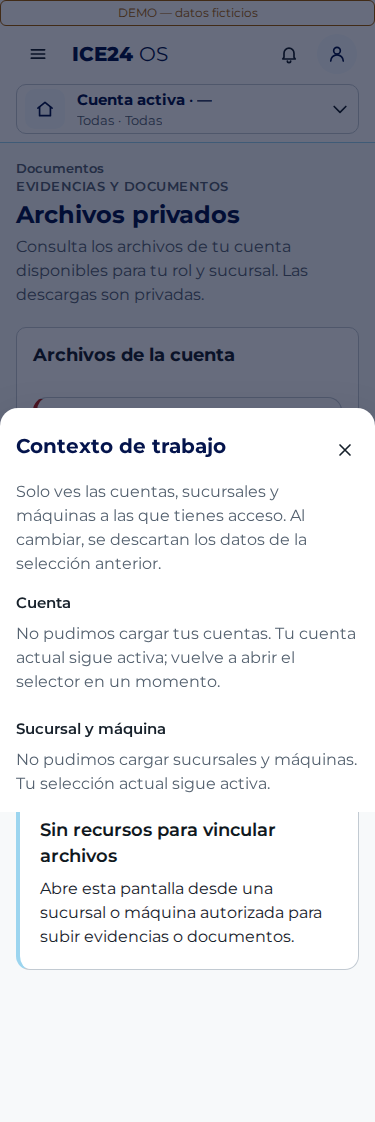 DEMO — datos ficticios
ICE24 OS
Cuenta activa · —
Todas · Todas
Documentos
EVIDENCIAS Y DOCUMENTOS
Archivos privados
Consulta los archivos de tu cuenta
disponibles para tu rol y sucursal. Las
descargas son privadas.
Archivos de la cuenta
Contexto de trabajo
Solo ves las cuentas, sucursales y
máquinas a las que tienes acceso. Al
cambiar, se descartan los datos de la
selección anterior.
Cuenta
No pudimos cargar tus cuentas. Tu cuenta
actual sigue activa; vuelve a abrir el
selector en un momento.
Sucursal y máquina
No pudimos cargar sucursales y máquinas.
Tu selección actual sigue activa.
Sin recursos para vincular
archivos
Abre esta pantalla desde una
sucursal o máquina autorizada para
subir evidencias o documentos.